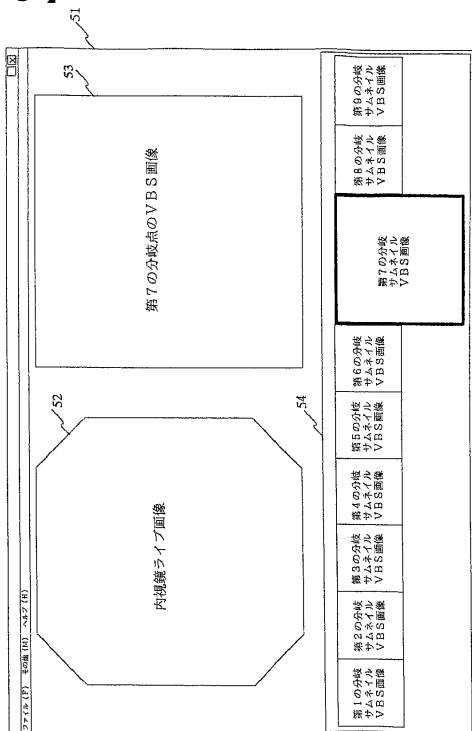 51
ファイル(F) その他(M) ヘルプ(H)
52
内視鏡ライブ画像
53
第7の分岐点のVBS画像
54
第1の分岐
サムネイル
VBS画像
第2の分岐
サムネイル
VBS画像
第3の分岐
サムネイル
VBS画像
第4の分岐
サムネイル
VBS画像
第5の分岐
サムネイル
VBS画像
第6の分岐
サムネイル
VBS画像
第7の分岐
サムネイル
VBS画像
第8の分岐
サムネイル
VBS画像
第9の分岐
サムネイル
VBS画像